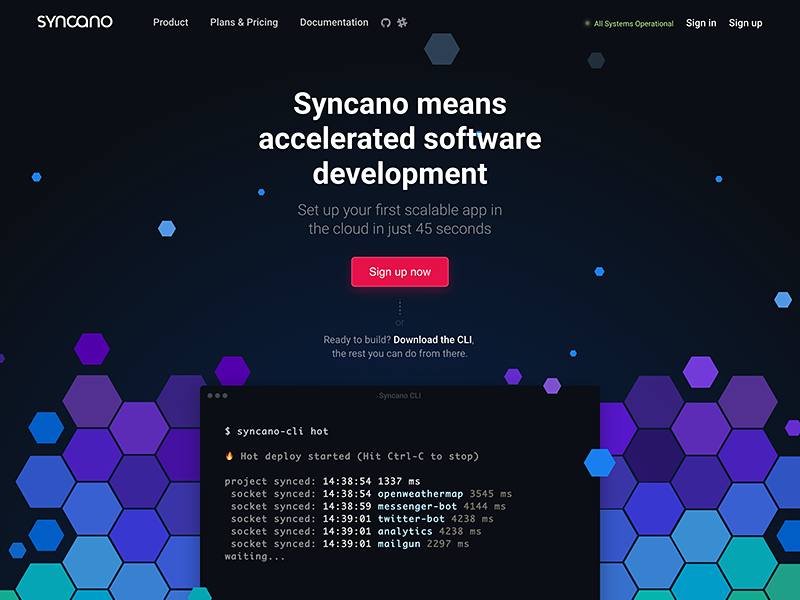 syncano
Product Plans & Pricing Documentation
All Systems Operational Sign in Sign up
Syncano means
accelerated software
development
Set up your first scalable app in
the cloud in just 45 seconds
Sign up now
or
Ready to build? Download the CLI,
the rest you can do from there.
Syncano CLI
$ syncano-cli hot
🔥 Hot deploy started (Hit Ctrl-C to stop)
project synced: 14:38:54 1337 ms
socket synced: 14:38:54 openweathermap 3545 ms
socket synced: 14:38:59 messenger-bot 4144 ms
socket synced: 14:39:01 twitter-bot 4238 ms
socket synced: 14:39:01 analytics 4238 ms
socket synced: 14:39:01 mailgun 2297 ms
waiting...